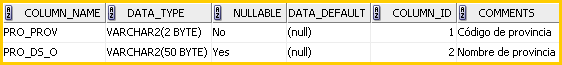 COLUMN_NAME DATA_TYPE NULLABLE DATA_DEFAULT COLUMN_ID COMMENTS
PRO_PROV VARCHAR2(2 BYTE) No (null) 1 Código de provincia
PRO_DS_O VARCHAR2(50 BYTE) Yes (null) 2 Nombre de provincia